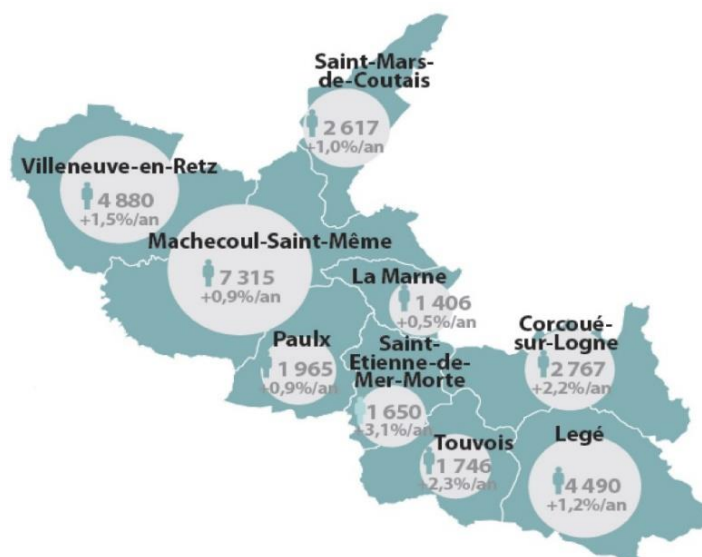 Saint-Mars-
de-Coutais
2 617
+1,0%/an
Villeneuve-en-Retz
4 880
+1,5%/an
Machecoul-Saint-Même
7 315
+0,9%/an
La Marne
1 406
+0,5%/an
Paulx
1 965
+0,9%/an
Saint-
Etienne-de-
Mer-Morte
1 650
+3,1%/an
Corcoué-
sur-Logne
2 767
+2,2%/an
Touvois
1 746
+2,3%/an
Legé
4 490
+1,2%/an